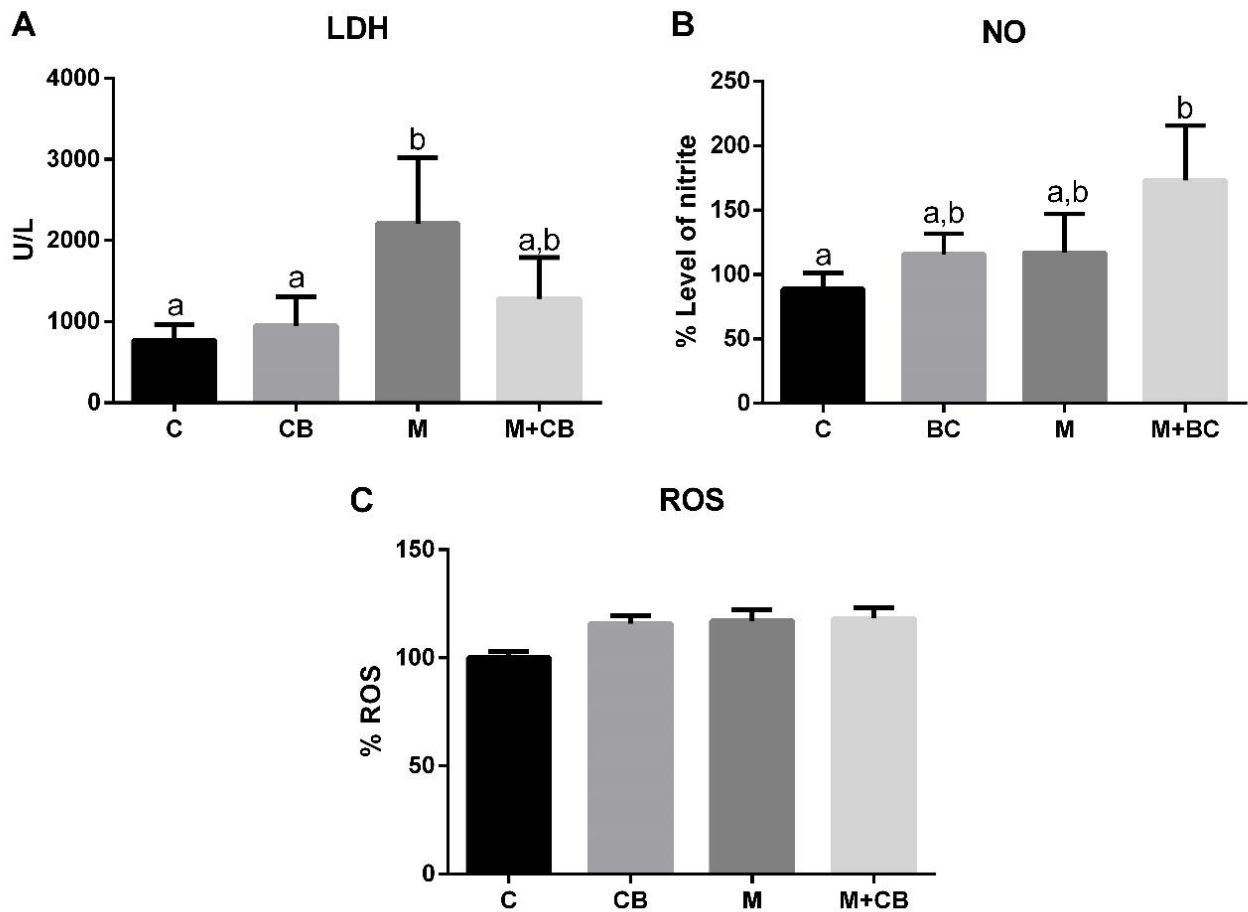 A
LDH
4000
3000
2000
1000
0
U/L
a
a
b
a,b
C
CB
M
M+CB
B
NO
250
200
150
100
50
0
% Level of nitrite
a
a,b
a,b
b
C
BC
M
M+BC
C
ROS
150
100
50
0
% ROS
C
CB
M
M+CB